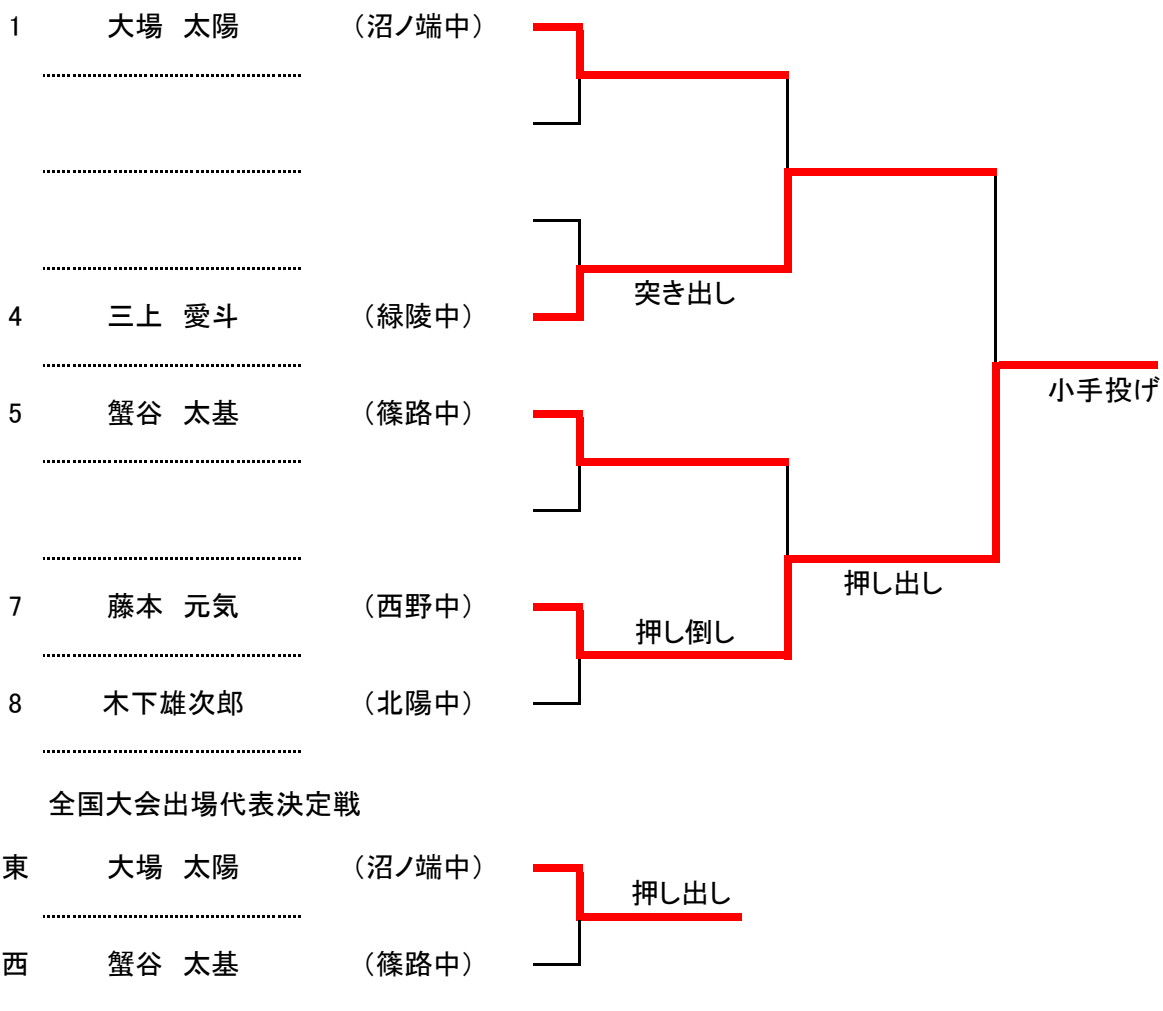 1 大場 太陽 （沼ノ端中）
突き出し
4 三上 愛斗 （緑陵中）
小手投げ
5 蟹谷 太基 （篠路中）
押し出し
7 藤本 元気 （西野中）
押し倒し
8 木下雄次郎 （北陽中）
全国大会出場代表決定戦
東 大場 太陽 （沼ノ端中）
押し出し
西 蟹谷 太基 （篠路中）